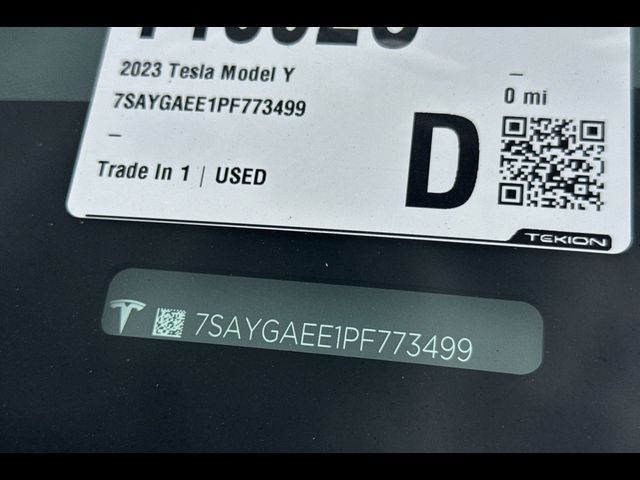 2023 Tesla Model Y
7SAYGAEE1PF773499
–
Trade In 1 | USED
–
0 mi
D
TEKION
7SAYGAEE1PF773499